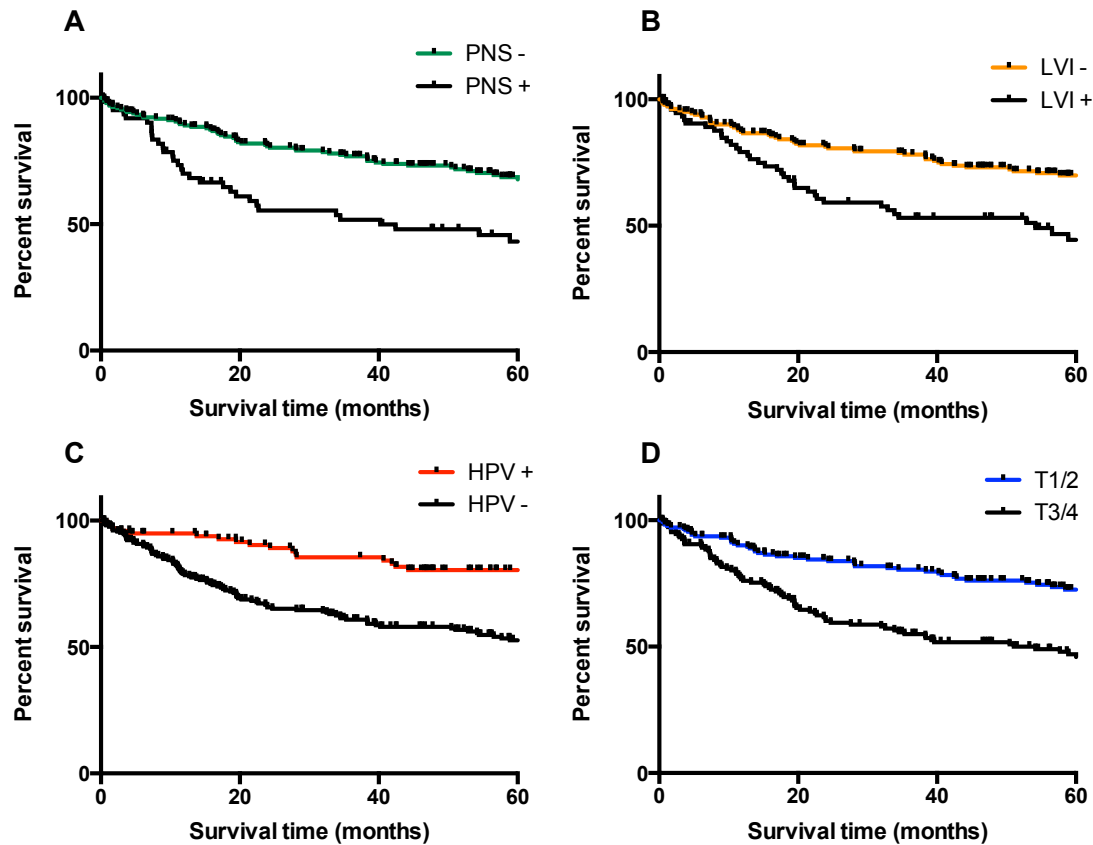 A
PNS -
PNS +
Percent survival
100
50
0
0 20 40 60
Survival time (months)
B
LVI -
LVI +
Percent survival
100
50
0
0 20 40 60
Survival time (months)
C
HPV +
HPV -
Percent survival
100
50
0
0 20 40 60
Survival time (months)
D
T1/2
T3/4
Percent survival
100
50
0
0 20 40 60
Survival time (months)